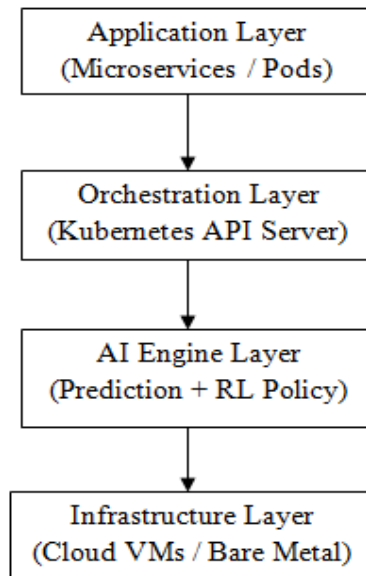 Application Layer
(Microservices / Pods)
Orchestration Layer
(Kubernetes API Server)
AI Engine Layer
(Prediction + RL Policy)
Infrastructure Layer
(Cloud VMs / Bare Metal)